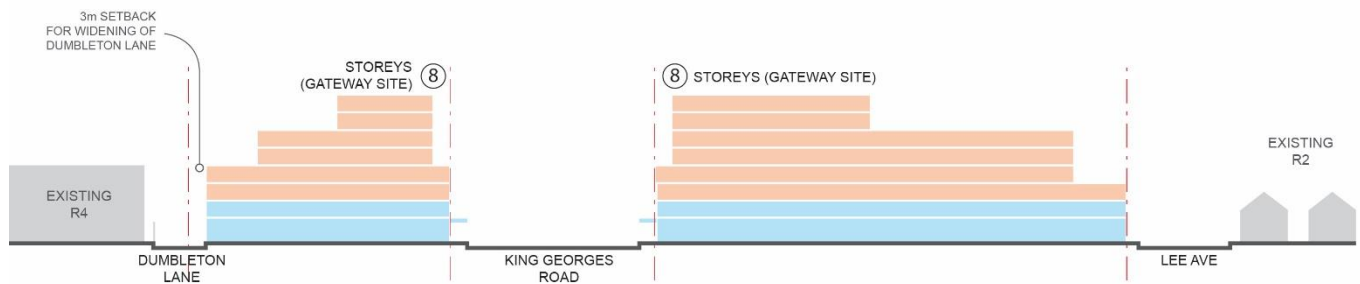 3m SETBACK
FOR WIDENING OF
DUMBLETON LANE
STOREYS
(GATEWAY SITE) 8
8 STOREYS (GATEWAY SITE)
EXISTING
R4
EXISTING
R2
DUMBLETON
LANE
KING GEORGES
ROAD
LEE AVE